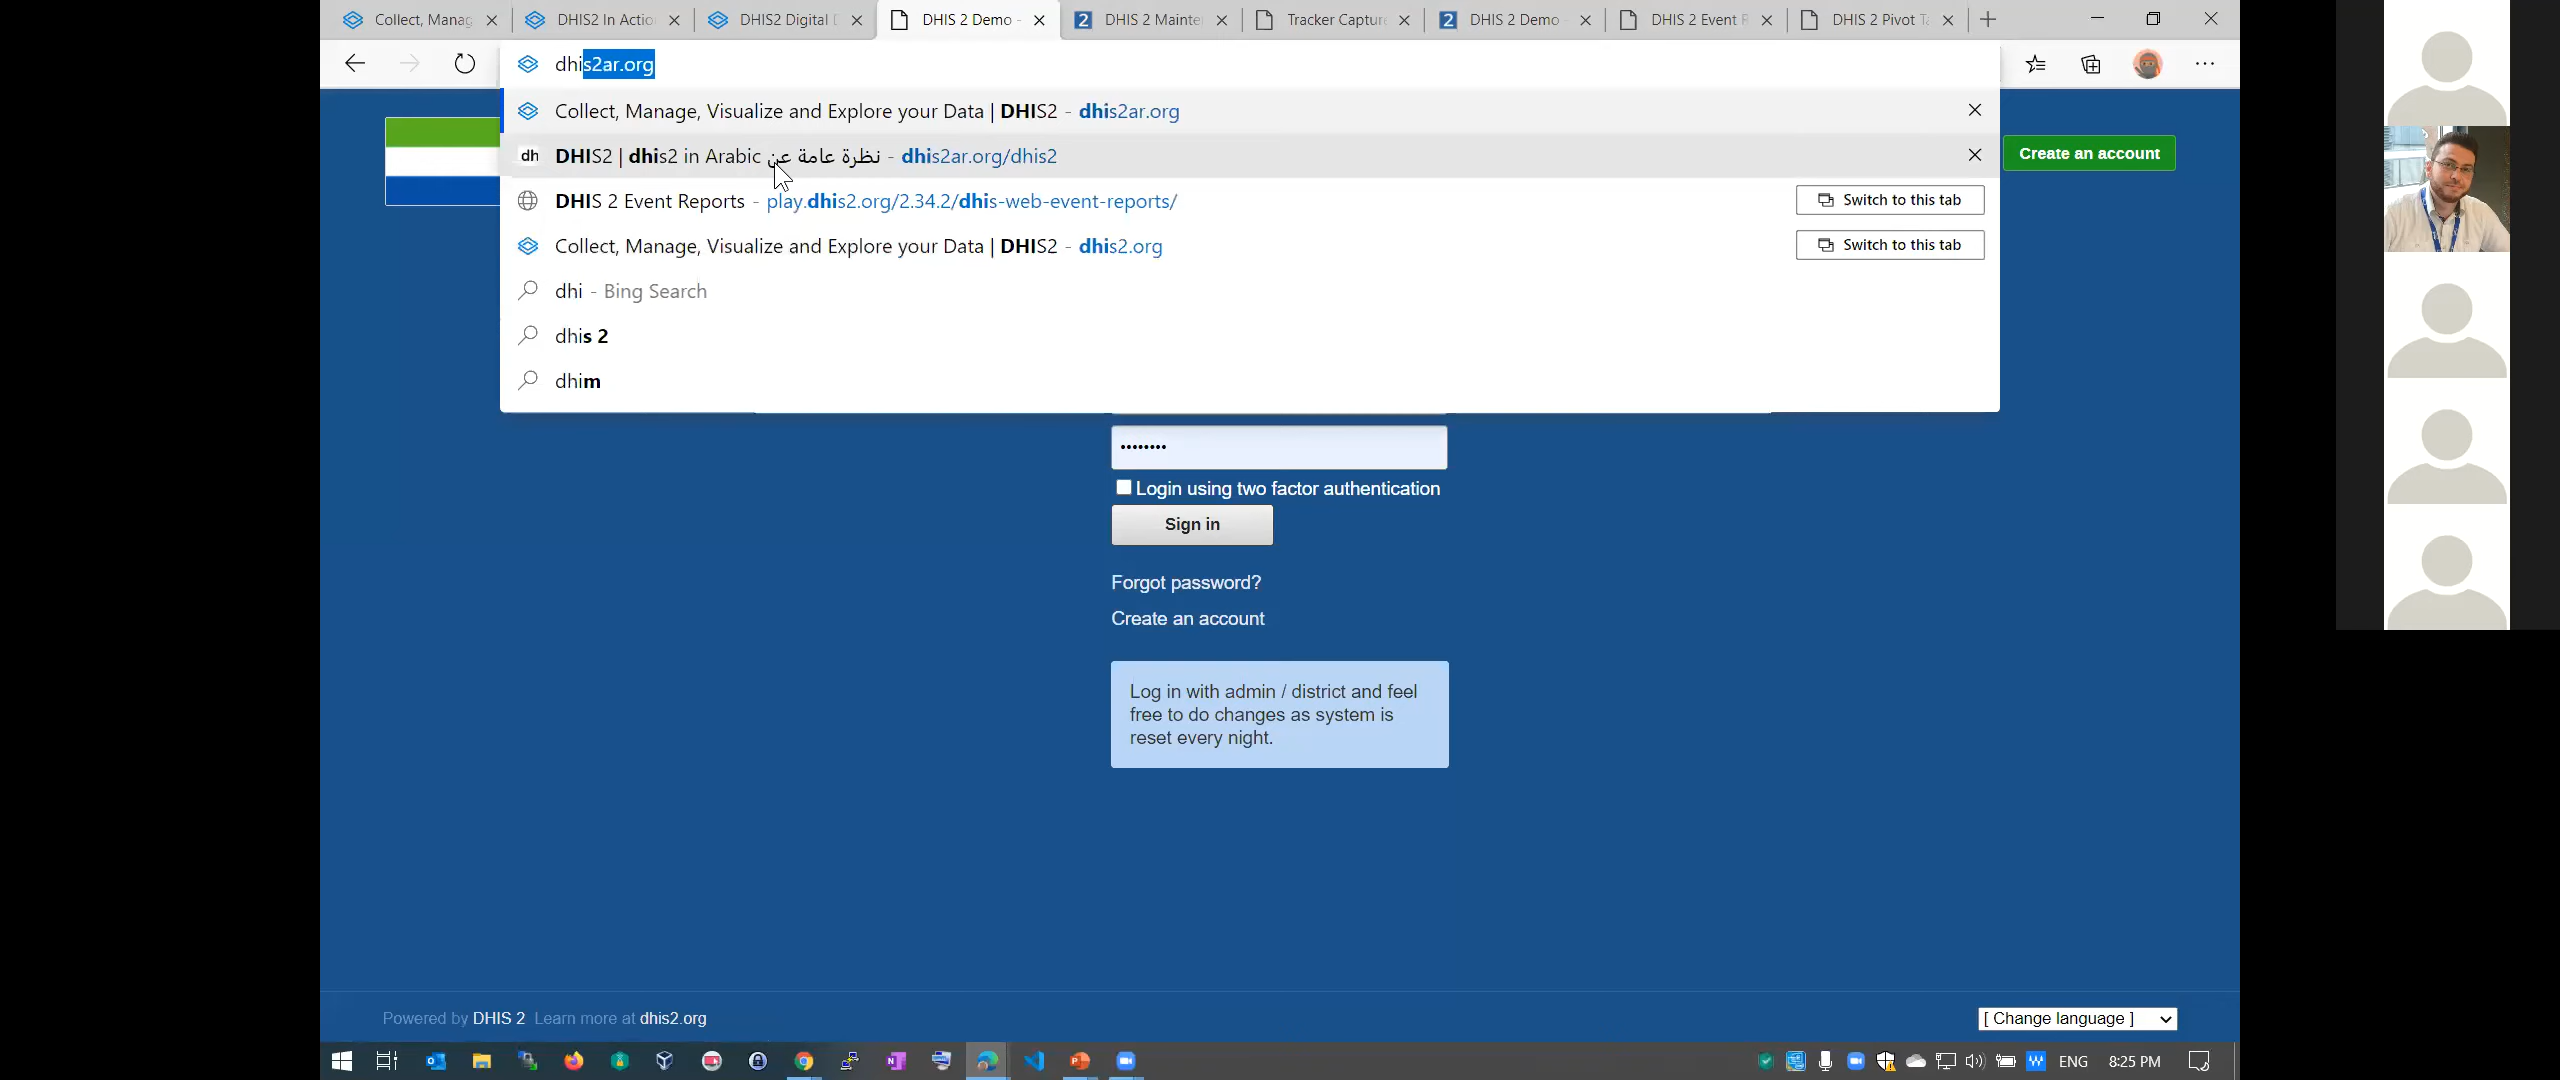 Collect, Manag
DHIS2 In Actio
DHIS2 Digital D
DHIS 2 Demo -
DHIS 2 Mainte
Tracker Captur
DHIS 2 Demo
DHIS 2 Event R
DHIS 2 Pivot Ta
dhis2ar.org
Collect, Manage, Visualize and Explore your Data | DHIS2 - dhis2ar.org
DHIS2 | dhis2 in Arabic نظرة عامة عن - dhis2ar.org/dhis2
Create an account
DHIS 2 Event Reports - play.dhis2.org/2.34.2/dhis-web-event-reports/
Switch to this tab
Collect, Manage, Visualize and Explore your Data | DHIS2 - dhis2.org
Switch to this tab
dhi - Bing Search
dhis 2
dhim
Login using two factor authentication
Sign in
Forgot password?
Create an account
Log in with admin / district and feel
free to do changes as system is
reset every night.
Powered by DHIS 2 Learn more at dhis2.org
[ Change language ]
ENG
8:25 PM